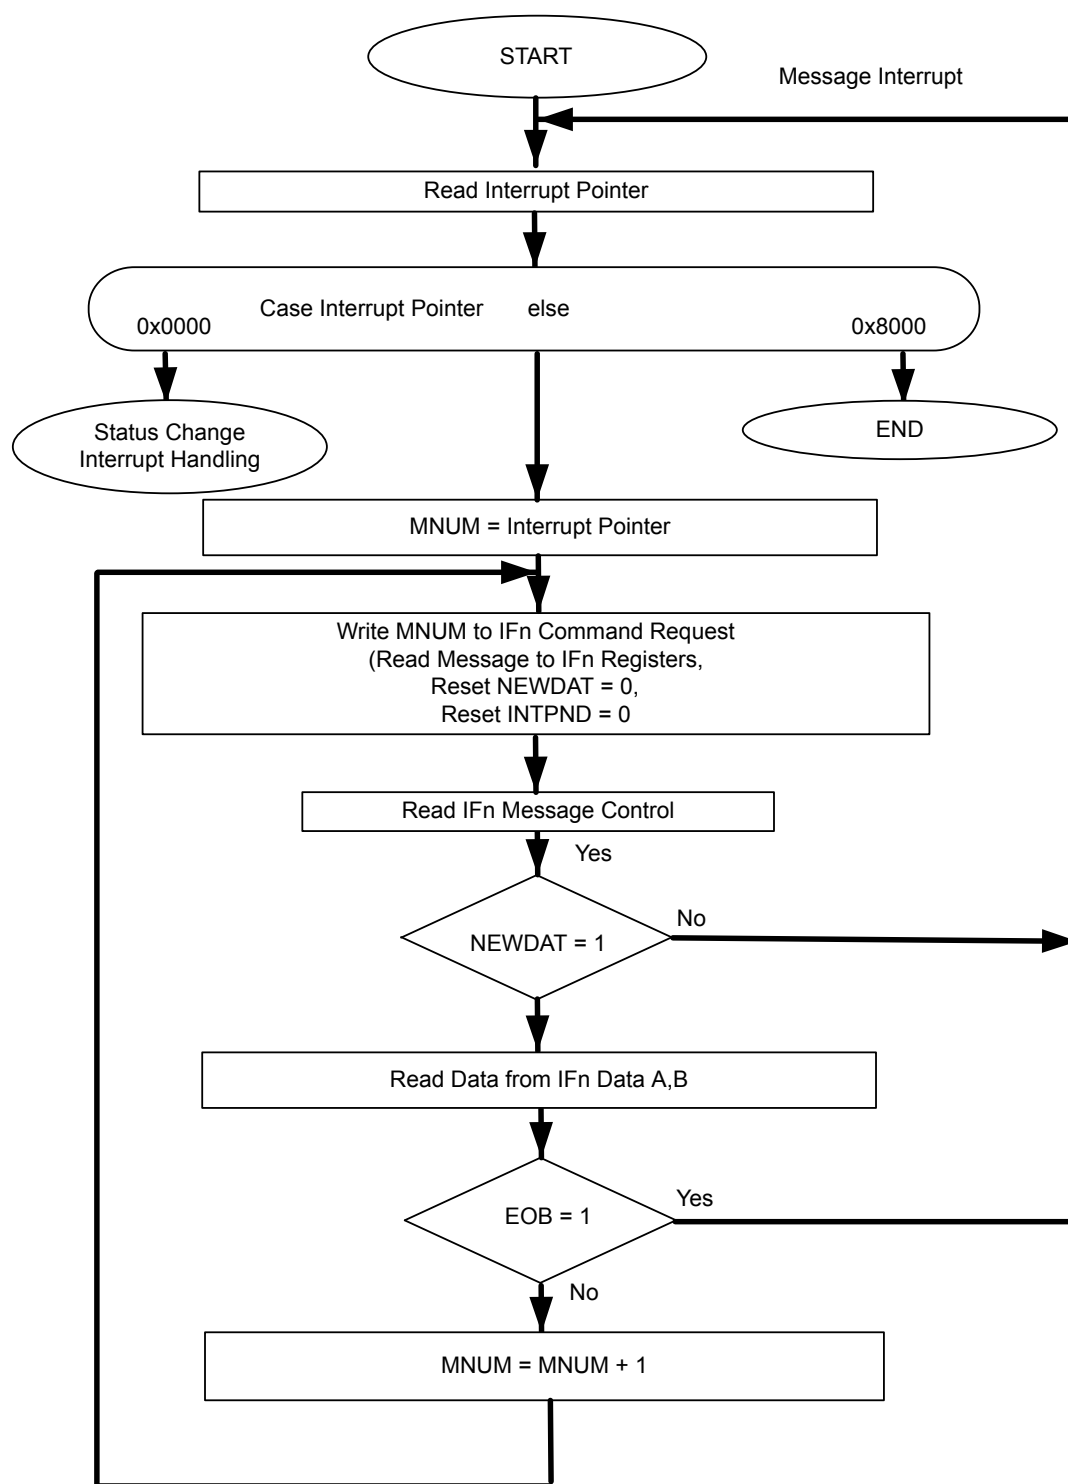 START
Message Interrupt
Read Interrupt Pointer
Case Interrupt Pointer else
0x0000
0x8000
Status Change
Interrupt Handling
END
MNUM = Interrupt Pointer
Write MNUM to IFn Command Request
(Read Message to IFn Registers,
Reset NEWDAT = 0,
Reset INTPND = 0
Read IFn Message Control
Yes
No
NEWDAT = 1
Read Data from IFn Data A,B
Yes
EOB = 1
No
MNUM = MNUM + 1